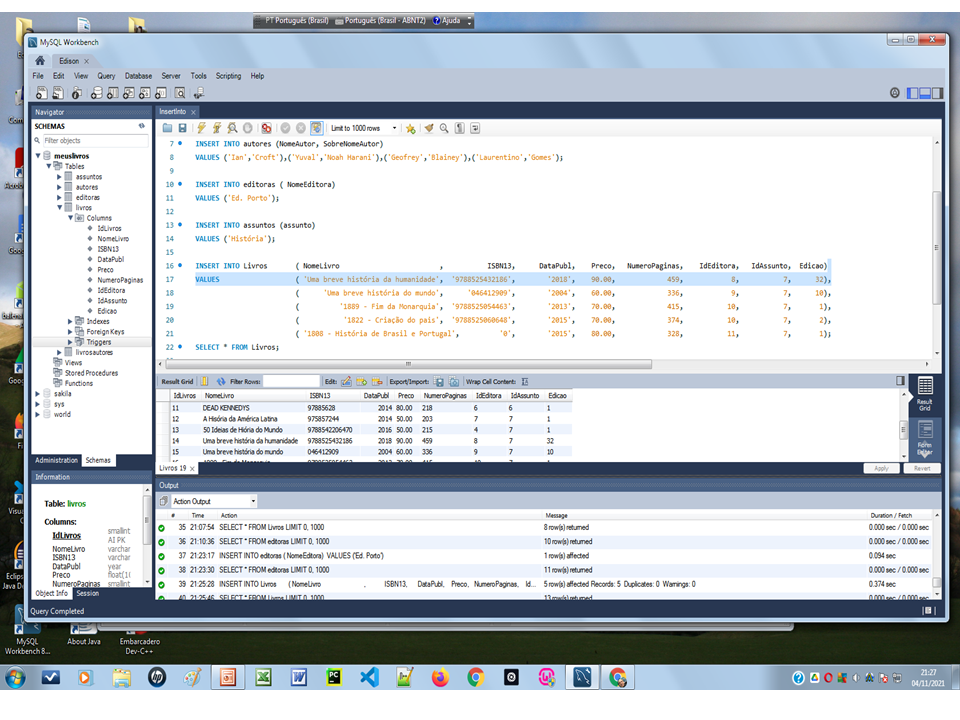 PT Português (Brasil) Português (Brasil - ABNT2) Ajuda
MySQL Workbench
Edison
File Edit View Query Database Server Tools Scripting Help
Navigator
InsertInto
SCHEMAS
Filter objects
Limit to 1000 rows
meuslivros
Tables
assuntos
autores
editoras
livros
Columns
IdLivros
NomeLivro
ISBN13
DataPubl
Preco
NumeroPaginas
IdEditora
IdAssunto
Edicao
Indexes
Foreign Keys
Triggers
livrosautores
Views
Stored Procedures
Functions
sakila
sys
world
Administration Schemas
7 INSERT INTO autores (NomeAutor, SobreNomeAutor)
8 VALUES ('Ian','Croft'),('Yuval','Noah Harani'),('Geofrey','Blainey'),('Laurentino','Gomes');
9
10 INSERT INTO editoras ( NomeEditora)
11 VALUES ('Ed. Porto');
12
13 INSERT INTO assuntos (assunto)
14 VALUES ('História');
15
16 INSERT INTO Livros ( NomeLivro , ISBN13, DataPubl, Preco, NumeroPaginas, IdEditora, IdAssunto, Edicao)
17 VALUES ( 'Uma breve história da humanidade', '9788525432186', '2018', 90.00, 459, 8, 7, 32),
18 ( 'Uma breve história do mundo', '046412909', '2004', 60.00, 336, 9, 7, 10),
19 ( '1889 - Fim da Monarquia', '9788525054463', '2013', 70.00, 415, 10, 7, 1),
20 ( '1822 - Criação do país', '9788525060648', '2015', 70.00, 374, 10, 7, 2),
21 ( '1808 - História de Brasil e Portugal', '0', '2015', 80.00, 328, 11, 7, 1);
22 SELECT * FROM Livros;
Result Grid Filter Rows: Edit: Export/Import: Wrap Cell Content:
IdLivros NomeLivro ISBN13 DataPubl Preco NumeroPaginas IdEditora IdAssunto Edicao
11 DEAD KENNEDYS 97885628 2014 80.00 218 6 6 1
12 A Hisória da América Latina 975857244 2014 50.00 203 7 7 1
13 50 Ideias de Hióra do Mundo 9788542206470 2016 50.00 215 4 7 1
14 Uma breve história da humanidade 9788525432186 2018 90.00 459 8 7 32
15 Uma breve história do mundo 046412909 2004 60.00 336 9 7 10
Result
Grid
Form
Editor
Livros 19
Apply Revert
Information
Table: livros
Columns:
IdLivros smallint
AI PK
NomeLivro varchar
ISBN13 varchar
DataPubl year
Preco float(1(
NumeroPaginas smallint
Object Info Session
Query Completed
Output
Action Output
# Time Action Message Duration / Fetch
35 21:07:54 SELECT * FROM Livros LIMIT 0, 1000 8 row(s) returned 0.000 sec / 0.000 sec
36 21:10:36 SELECT * FROM editoras LIMIT 0, 1000 10 row(s) returned 0.000 sec / 0.000 sec
37 21:23:17 INSERT INTO editoras ( NomeEditora) VALUES ('Ed. Porto') 1 row(s) affected 0.094 sec
38 21:23:30 SELECT * FROM editoras LIMIT 0, 1000 11 row(s) returned 0.000 sec / 0.000 sec
39 21:25:28 INSERT INTO Livros ( NomeLivro , ISBN13, DataPubl, Preco, NumeroPaginas, Id... 5 row(s) affected Records: 5 Duplicates: 0 Warnings: 0 0.374 sec
40 21:25:46 SELECT * FROM Livros LIMIT 0, 1000 13 row(s) returned 0.000 sec / 0.000 sec
MySQL
Workbench 8...
About Java
Embarcadero
Dev-C++
21:27
04/11/2021